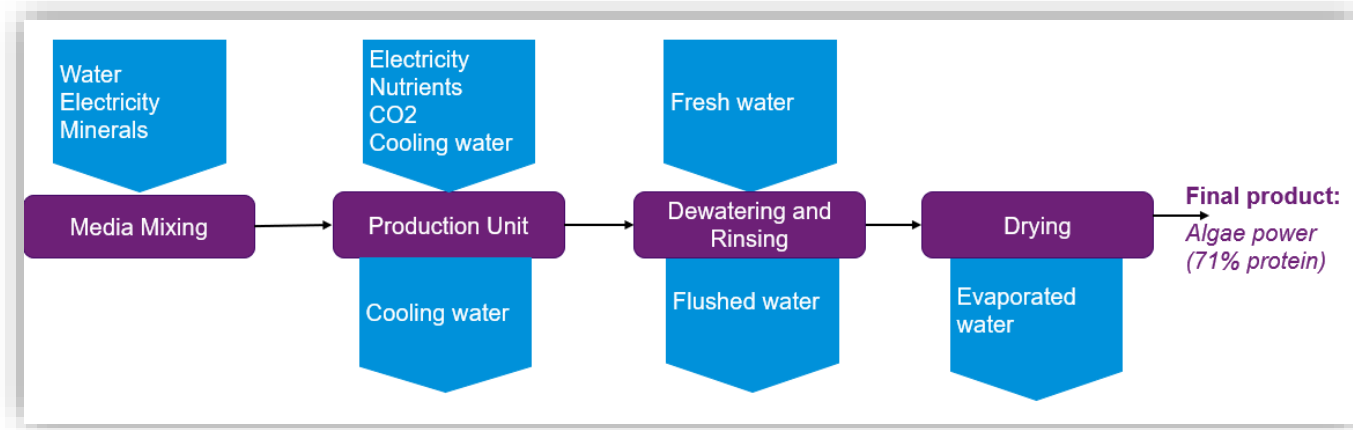 Water
Electricity
Minerals
Electricity
Nutrients
CO2
Cooling water
Fresh water
Media Mixing
Production Unit
Dewatering and
Rinsing
Drying
Final product:
Algae power
(71% protein)
Cooling water
Flushed water
Evaporated
water